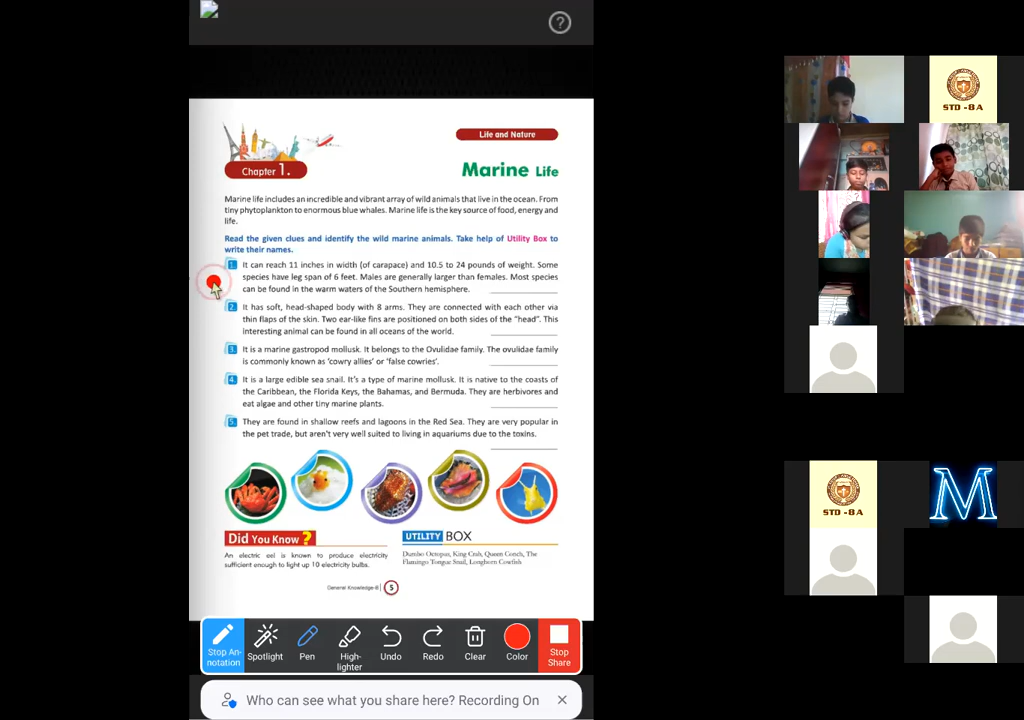 Life and Nature
Chapter 1.
Marine Life
Marine life includes an incredible and vibrant array of wild animals that live in the ocean. From
tiny phytoplankton to enormous blue whales. Marine life is the key source of food, energy and
life.
Read the given clues and identify the wild marine animals. Take help of Utility Box to
write their names.
1. It can reach 11 inches in width (of carapace) and 10.5 to 24 pounds of weight. Some
species have leg span of 6 feet. Males are generally larger than females. Most species
can be found in the warm waters of the Southern hemisphere.
2. It has soft, head-shaped body with 8 arms. They are connected with each other via
thin flaps of the skin. Two ear-like fins are positioned on both sides of the "head". This
interesting animal can be found in all oceans of the world.
3. It is a marine gastropod mollusk. It belongs to the Ovulidae family. The ovulidae family
is commonly known as 'cowry allies' or 'false cowries'.
4. It is a large edible sea snail. It's a type of marine mollusk. It is native to the coasts of
the Caribbean, the Florida Keys, the Bahamas, and Bermuda. They are herbivores and
eat algae and other tiny marine plants.
5. They are found in shallow reefs and lagoons in the Red Sea. They are very popular in
the pet trade, but aren't very well suited to living in aquariums due to the toxins.
Did You Know ?
An electric eel is known to produce electricity
sufficient enough to light up 10 electricity bulbs.
UTILITY BOX
Dumbo Octopus, King Crab, Queen Conch, The
Flamingo Tongue Snail, Longhorn Cowfish
General Knowledge-8 5
Stop An-
notation
Spotlight
Pen
High-
lighter
Undo
Redo
Clear
Color
Stop
Share
Who can see what you share here? Recording On
STD -8A
STD -8A
M